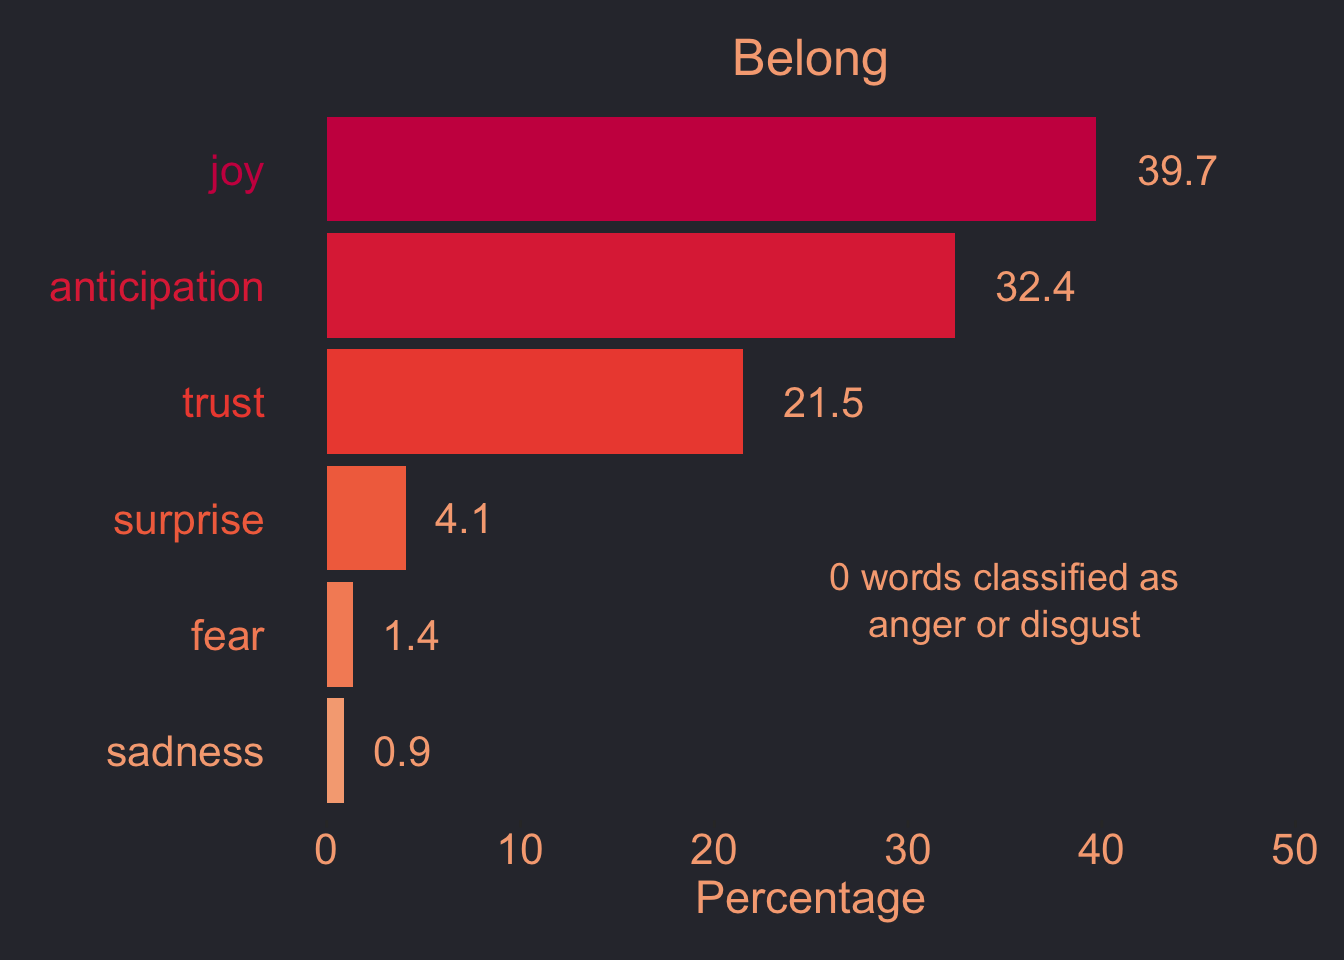 Belong
joy 39.7
anticipation 32.4
trust 21.5
surprise 4.1
0 words classified as
anger or disgust
fear 1.4
sadness 0.9
0 10 20 30 40 50
Percentage